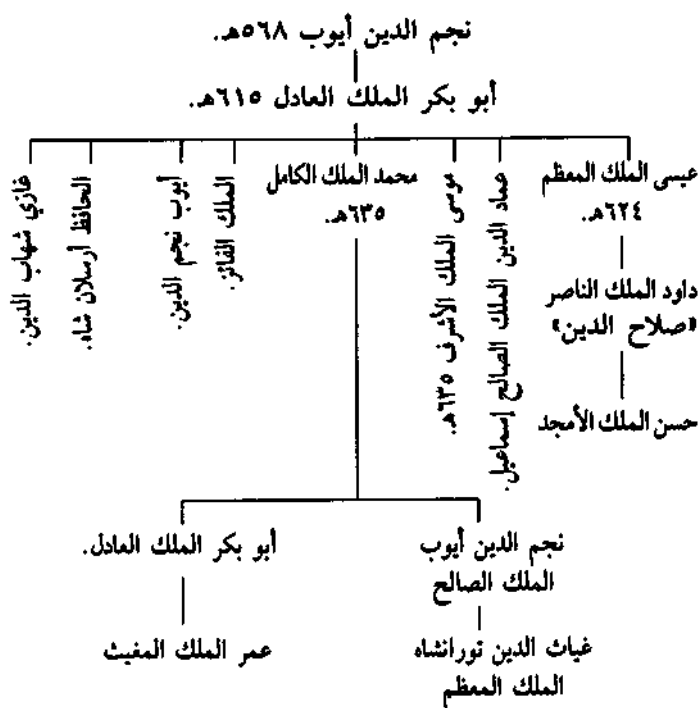 نجم الدين أيوب ٥٦٨هـ.
أبو بكر الملك العادل ٦١٥هـ.
عيسى الملك المعظم
٦٢٤هـ.
عماد الدين الملك الصالح إسماعيل.
موسى الملك الأشرف ٦٣٥هـ.
محمد الملك الكامل
٦٣٥هـ.
الملك الفائز.
أيوب نجم الدين.
الحافظ أرسلان شاه.
غازي شهاب الدين.
داود الملك الناصر
«صلاح الدين»
حسن الملك الأمجد
نجم الدين أيوب
الملك الصالح
أبو بكر الملك العادل.
غياث الدين تورانشاه
الملك المعظم
عمر الملك المغيث